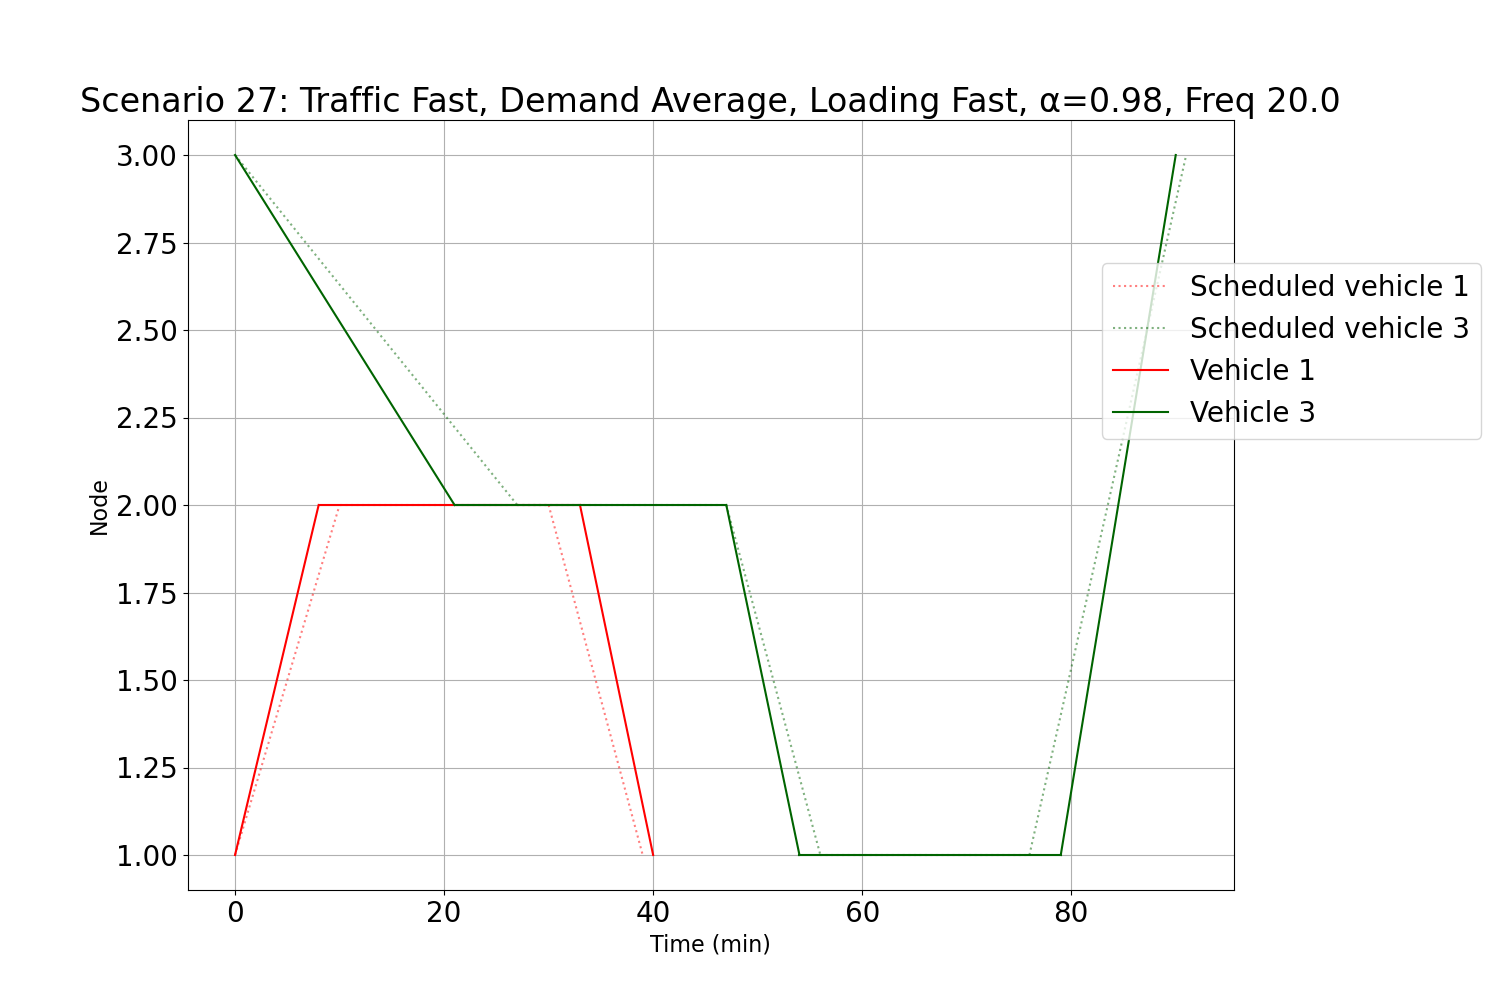 Scenario 27: Traffic Fast, Demand Average, Loading Fast, α=0.98, Freq 20.0
3.00
2.75
2.50
2.25
2.00
1.75
1.50
1.25
1.00
Node
Scheduled vehicle 1
Scheduled vehicle 3
Vehicle 1
Vehicle 3
0 20 40 60 80
Time (min)